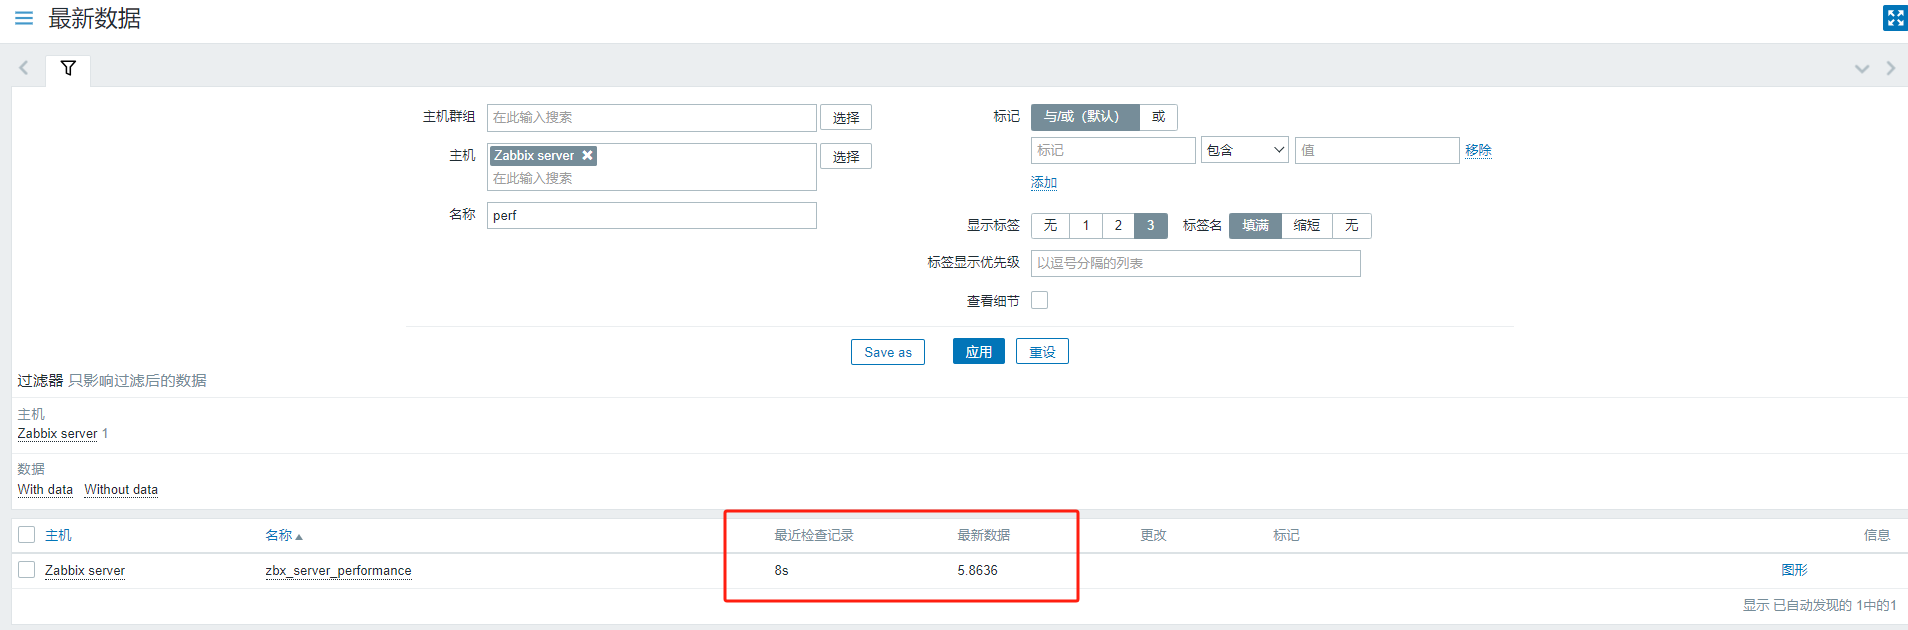 最新数据
主机群组 在此输入搜索 选择
主机 Zabbix server 选择
在此输入搜索
名称 perf
标记 与/或（默认） 或
标记 包含 值 移除
添加
显示标签 无 1 2 3 标签名 填满 缩短 无
标签显示优先级 以逗号分隔的列表
查看细节
Save as 应用 重设
过滤器 只影响过滤后的数据
主机
Zabbix server 1
数据
With data Without data
主机 名称 最近检查记录 最新数据 更改 标记 信息
Zabbix server zbx_server_performance 8s 5.8636 图形
显示 已自动发现的 1中的1